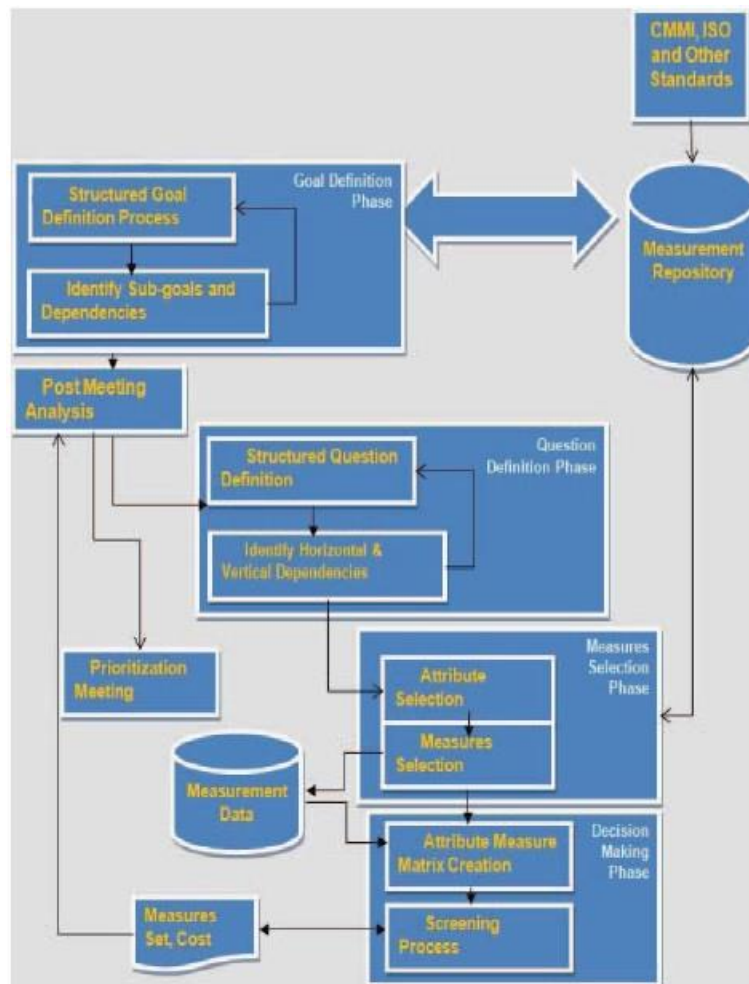 CMMI, ISO
and Other
Standards
Goal Definition
Phase
Structured Goal
Definition Process
Identify Sub-goals and
Dependencies
Measurement
Repository
Post Meeting
Analysis
Question
Definition Phase
Structured Question
Definition
Identify Horizontal &
Vertical Dependencies
Prioritization
Meeting
Measures
Selection
Phase
Attribute
Selection
Measures
Selection
Measurement
Data
Decision
Making
Phase
Attribute Measure
Matrix Creation
Measures
Set, Cost
Screening
Process